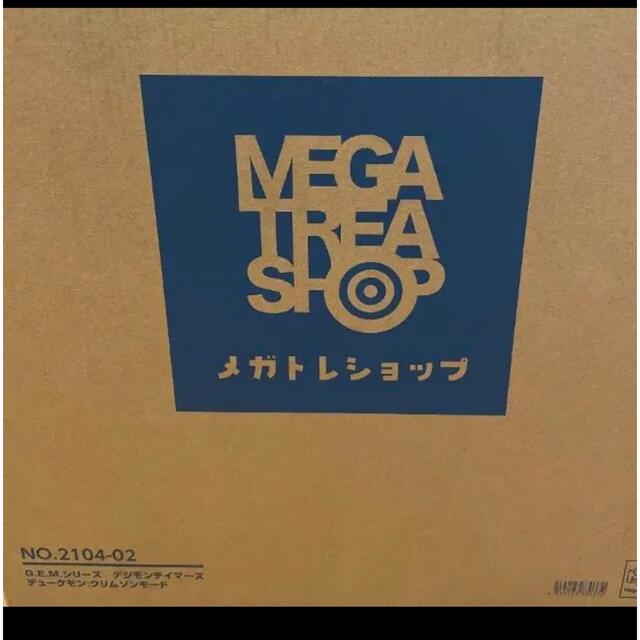 MEGA
TREA
SHOP
メガトレショップ
NO.2104-02
G.E.M.シリーズ デジモンテイマーズ
デュークモン:クリムゾンモード